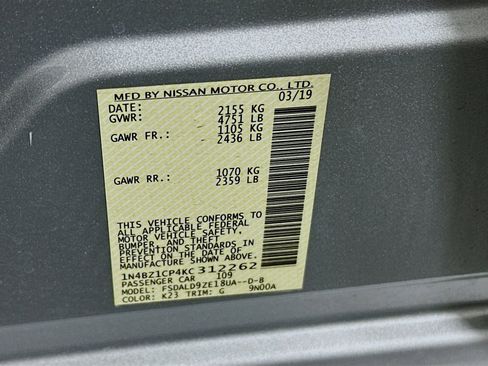 MFD BY NISSAN MOTOR CO., LTD.
DATE: 03/19
GVWR: 2155 KG
4751 LB
GAWR FR.: 1105 KG
2436 LB
GAWR RR.: 1070 KG
2359 LB
THIS VEHICLE CONFORMS TO
ALL APPLICABLE FEDERAL
MOTOR VEHICLE SAFETY,
BUMPER, AND THEFT
PREVENTION STANDARDS IN
EFFECT ON THE DATE OF
MANUFACTURE SHOWN ABOVE.
1N4BZ1CP4KC 312262
PASSENGER CAR 109
MODEL: FSDALD9ZE18UA--D-B
COLOR: K23 TRIM: G 9N00A